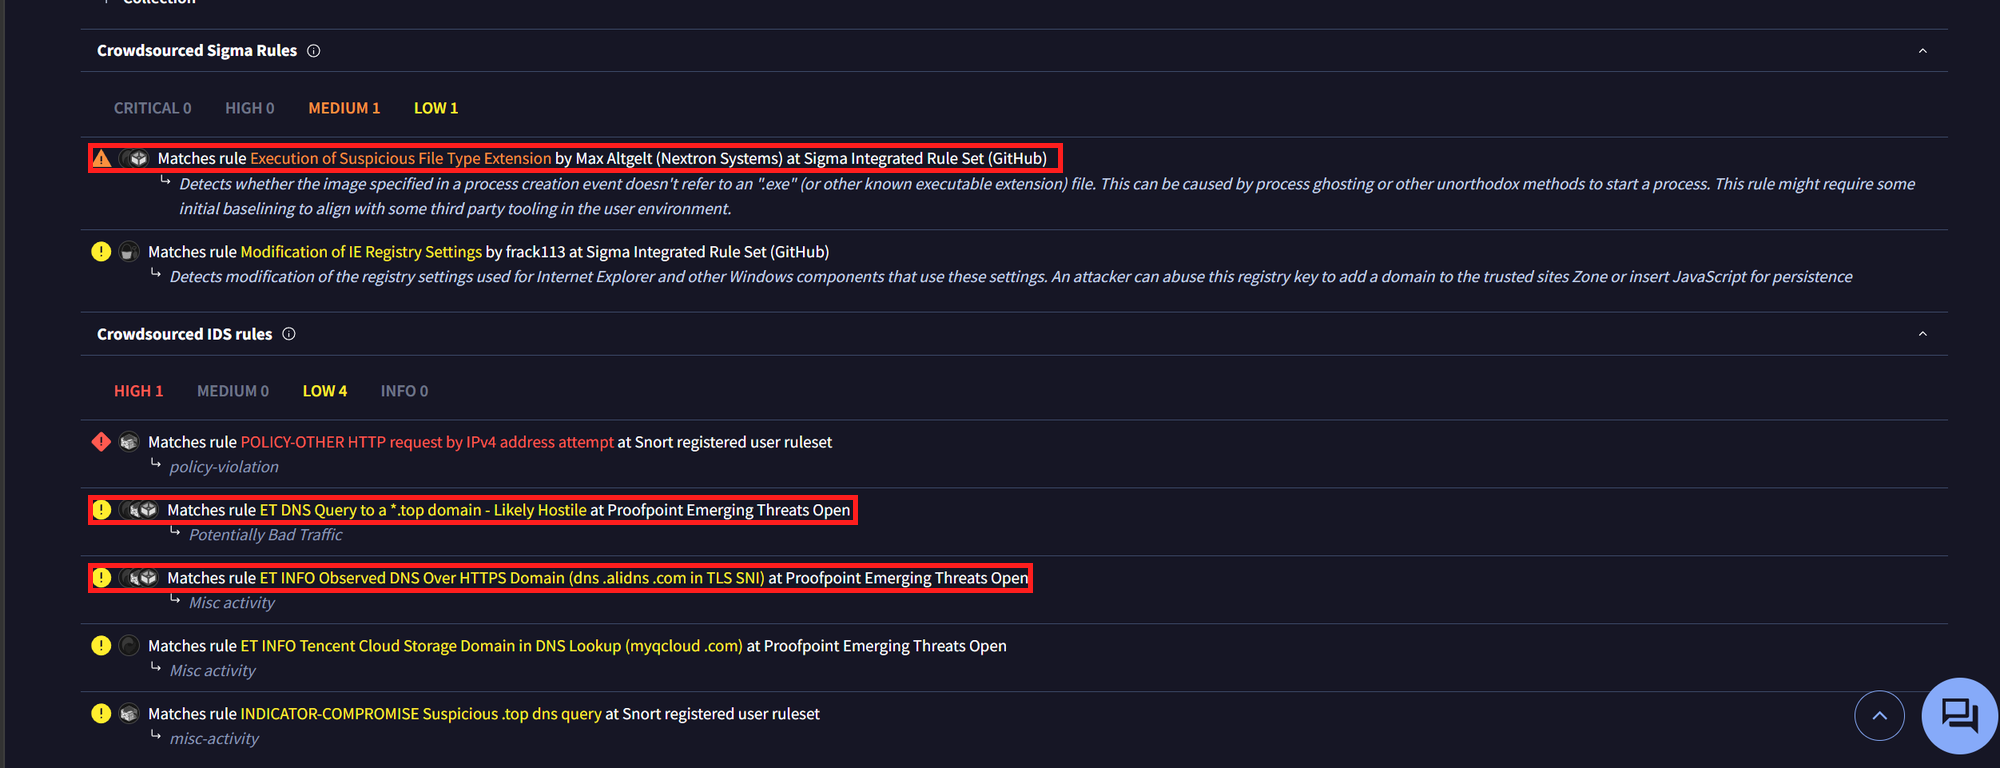 Collection
Crowdsourced Sigma Rules
CRITICAL 0 HIGH 0 MEDIUM 1 LOW 1
Matches rule Execution of Suspicious File Type Extension by Max Altgelt (Nextron Systems) at Sigma Integrated Rule Set (GitHub)
Detects whether the image specified in a process creation event doesn't refer to an ".exe" (or other known executable extension) file. This can be caused by process ghosting or other unorthodox methods to start a process. This rule might require some
initial baselining to align with some third party tooling in the user environment.
Matches rule Modification of IE Registry Settings by frack113 at Sigma Integrated Rule Set (GitHub)
Detects modification of the registry settings used for Internet Explorer and other Windows components that use these settings. An attacker can abuse this registry key to add a domain to the trusted sites Zone or insert JavaScript for persistence
Crowdsourced IDS rules
HIGH 1 MEDIUM 0 LOW 4 INFO 0
Matches rule POLICY-OTHER HTTP request by IPv4 address attempt at Snort registered user ruleset
policy-violation
Matches rule ET DNS Query to a *.top domain - Likely Hostile at Proofpoint Emerging Threats Open
Potentially Bad Traffic
Matches rule ET INFO Observed DNS Over HTTPS Domain (dns .alidns .com in TLS SNI) at Proofpoint Emerging Threats Open
Misc activity
Matches rule ET INFO Tencent Cloud Storage Domain in DNS Lookup (myqcloud .com) at Proofpoint Emerging Threats Open
Misc activity
Matches rule INDICATOR-COMPROMISE Suspicious .top dns query at Snort registered user ruleset
misc-activity